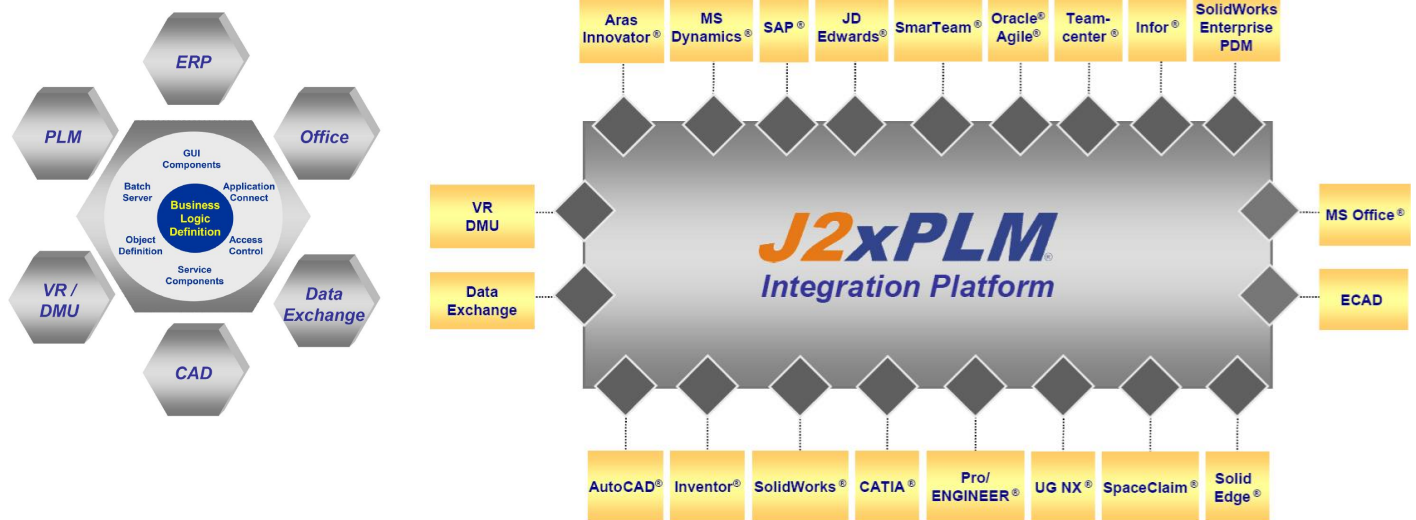 ERP
PLM
Office
GUI
Components
Batch
Server
Application
Connect
Business
Logic
Definition
Object
Definition
Access
Control
Service
Components
VR /
DMU
Data
Exchange
CAD
Aras
Innovator®
MS
Dynamics®
SAP®
JD
Edwards®
SmarTeam®
Oracle®
Agile®
Team-
center®
Infor®
SolidWorks
Enterprise
PDM
VR
DMU
Data
Exchange
J2xPLM®
Integration Platform
MS Office®
ECAD
AutoCAD®
Inventor®
SolidWorks®
CATIA®
Pro/
ENGINEER®
UG NX®
SpaceClaim®
Solid
Edge®